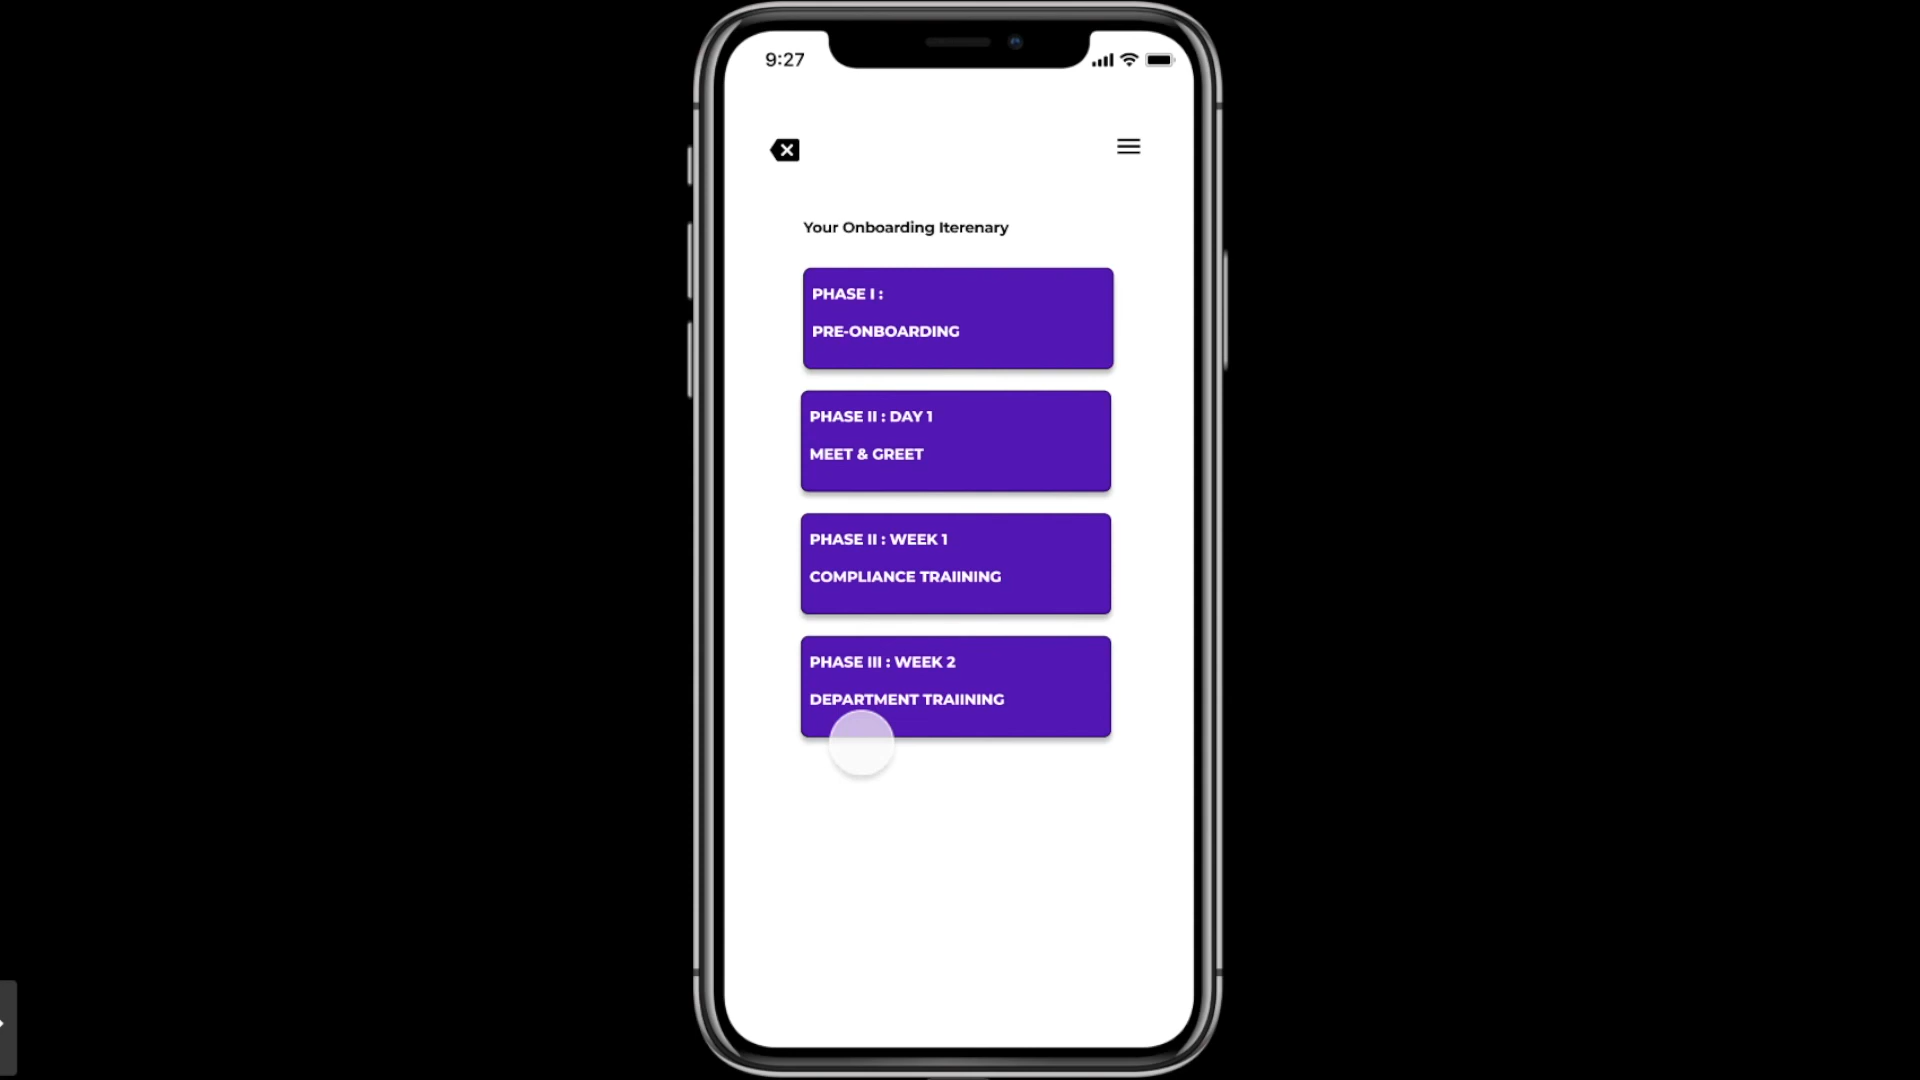 9:27
Your Onboarding Iterenary
PHASE I :
PRE-ONBOARDING
PHASE II : DAY 1
MEET & GREET
PHASE II : WEEK 1
COMPLIANCE TRAIINING
PHASE III : WEEK 2
DEPARTMENT TRAIINING